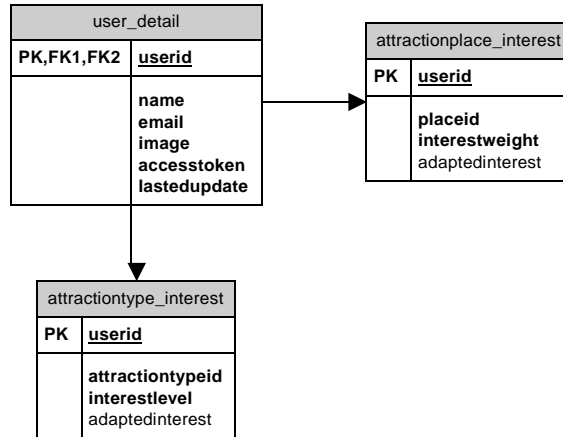 user_detail
PK,FK1,FK2 userid
name
email
image
accesstoken
lastedupdate
attractionplace_interest
PK userid
placeid
interestweight
adaptedinterest
attractiontype_interest
PK userid
attractiontypeid
interestlevel
adaptedinterest